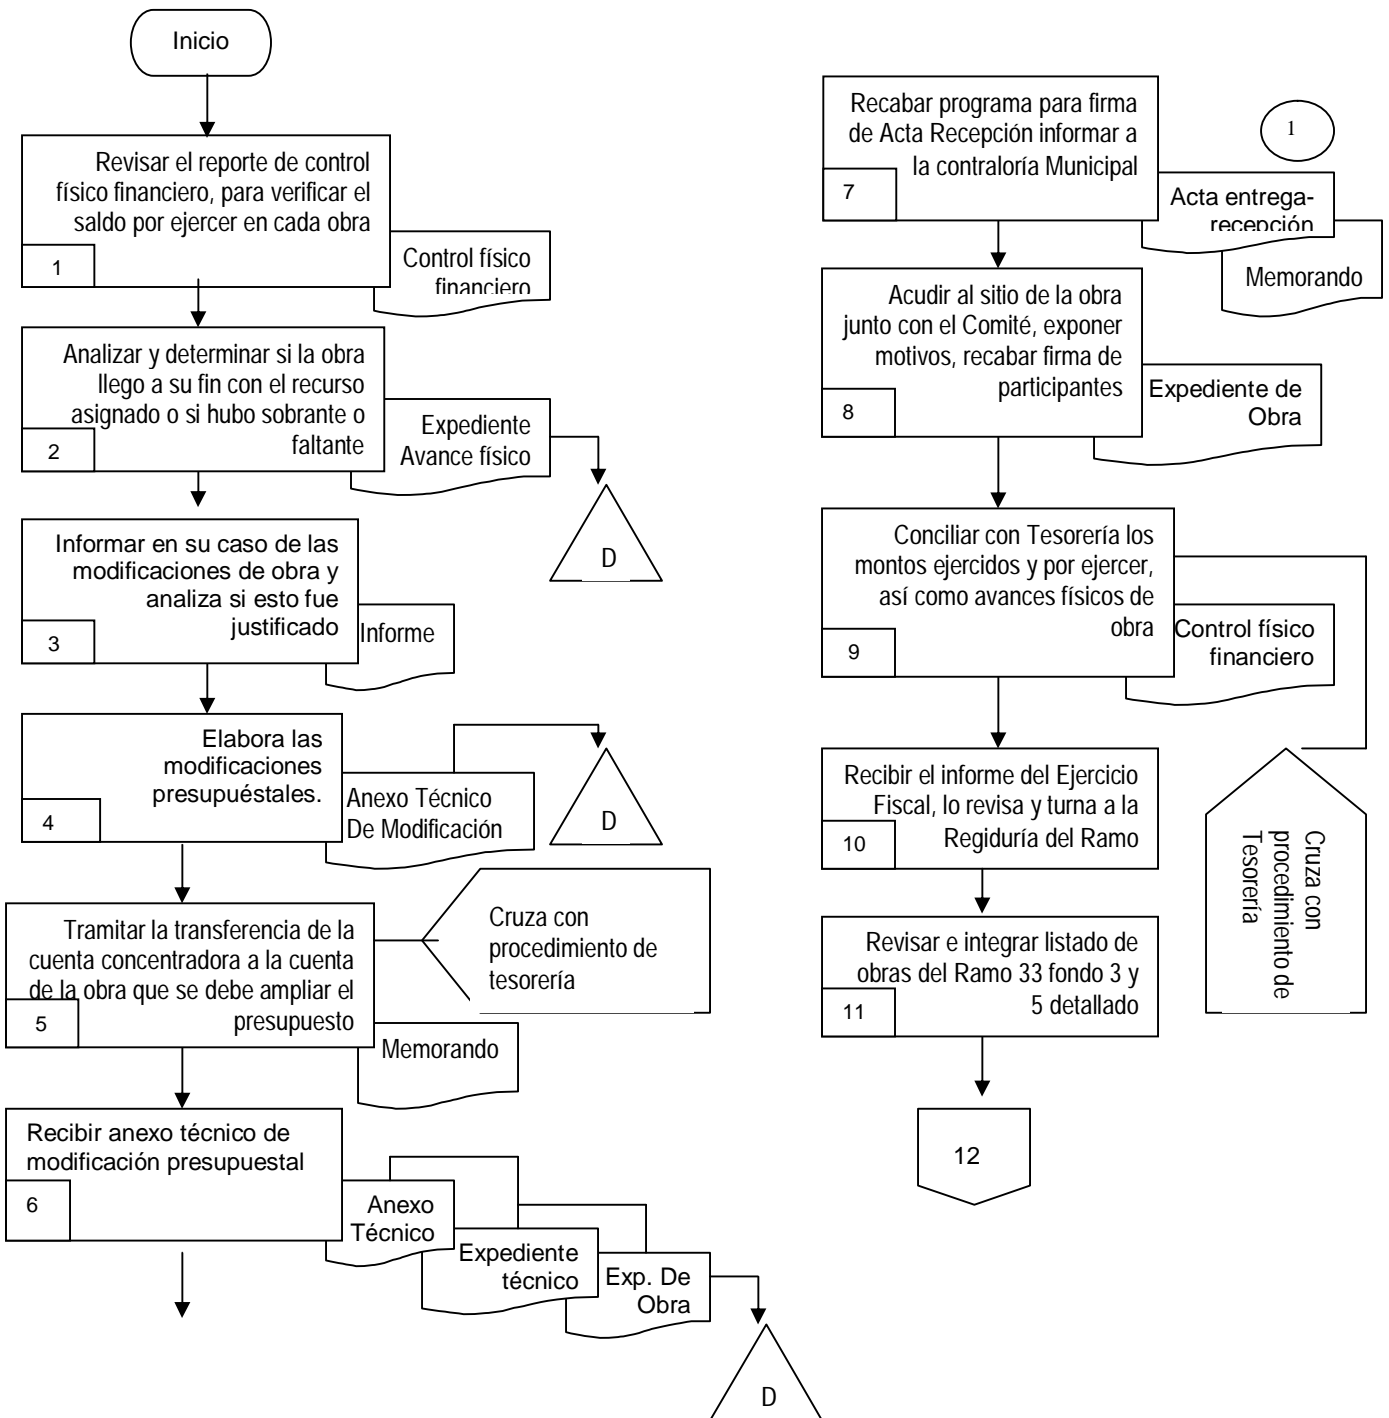 Inicio
Revisar el reporte de control
físico financiero, para verificar el
saldo por ejercer en cada obra
1
Control físico
financiero
Analizar y determinar si la obra
llego a su fin con el recurso
asignado o si hubo sobrante o
faltante
2
Expediente
Avance físico
D
Informar en su caso de las
modificaciones de obra y
analiza si esto fue
justificado
3
Informe
Elabora las
modificaciones
presupuéstales.
4
Anexo Técnico
De Modificación
D
Tramitar la transferencia de la
cuenta concentradora a la cuenta
de la obra que se debe ampliar el
presupuesto
5
Cruza con
procedimiento de
tesorería
Memorando
Recibir anexo técnico de
modificación presupuestal
6
Anexo
Técnico
Expediente
técnico
Exp. De
Obra
D
Recabar programa para firma
de Acta Recepción informar a
la contraloría Municipal
7
1
Acta entrega-
recepción
Memorando
Acudir al sitio de la obra
junto con el Comité, exponer
motivos, recabar firma de
participantes
8
Expediente de
Obra
Conciliar con Tesorería los
montos ejercidos y por ejercer,
así como avances físicos de
obra
9
Control físico
financiero
Recibir el informe del Ejercicio
Fiscal, lo revisa y turna a la
Regiduría del Ramo
10
Cruza con
procedimiento de
Tesorería
Revisar e integrar listado de
obras del Ramo 33 fondo 3 y
5 detallado
11
12